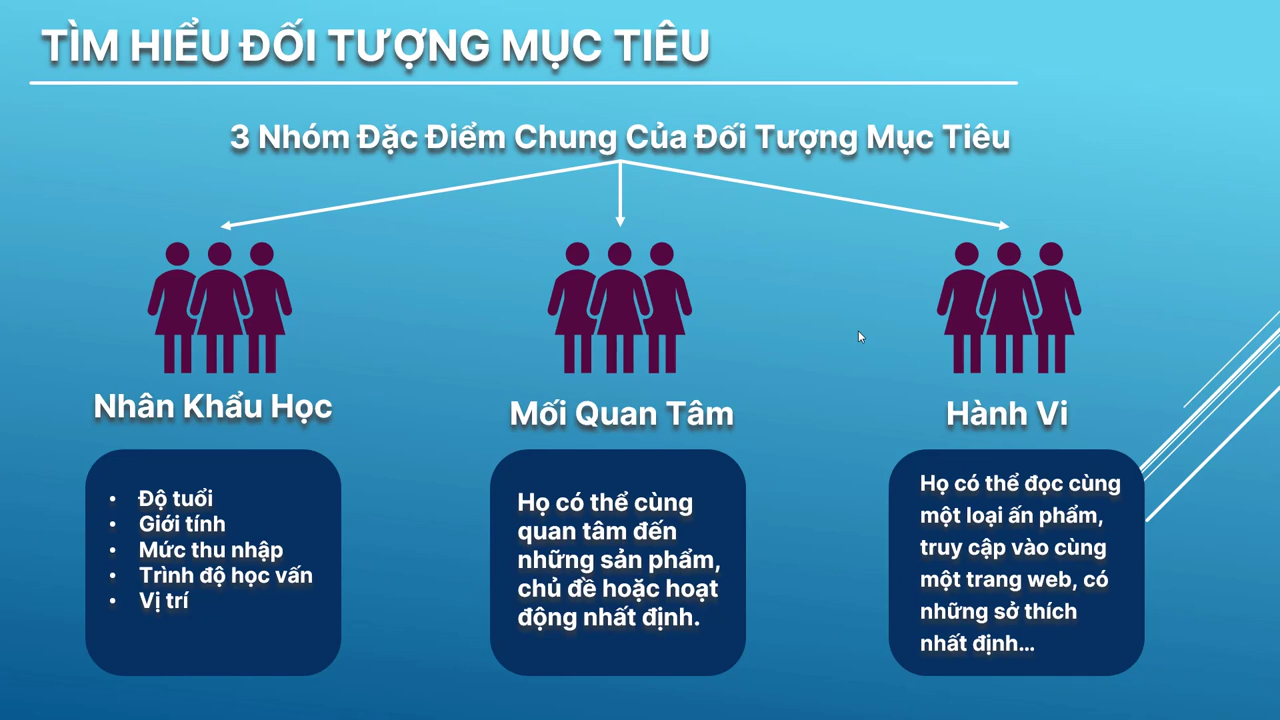 TÌM HIỂU ĐỐI TƯỢNG MỤC TIÊU
3 Nhóm Đặc Điểm Chung Của Đối Tượng Mục Tiêu
Nhân Khẩu Học
• Độ tuổi
• Giới tính
• Mức thu nhập
• Trình độ học vấn
• Vị trí
Mối Quan Tâm
Họ có thể cùng
quan tâm đến
những sản phẩm,
chủ đề hoặc hoạt
động nhất định.
Hành Vi
Họ có thể đọc cùng
một loại ấn phẩm,
truy cập vào cùng
một trang web, có
những sở thích
nhất định...